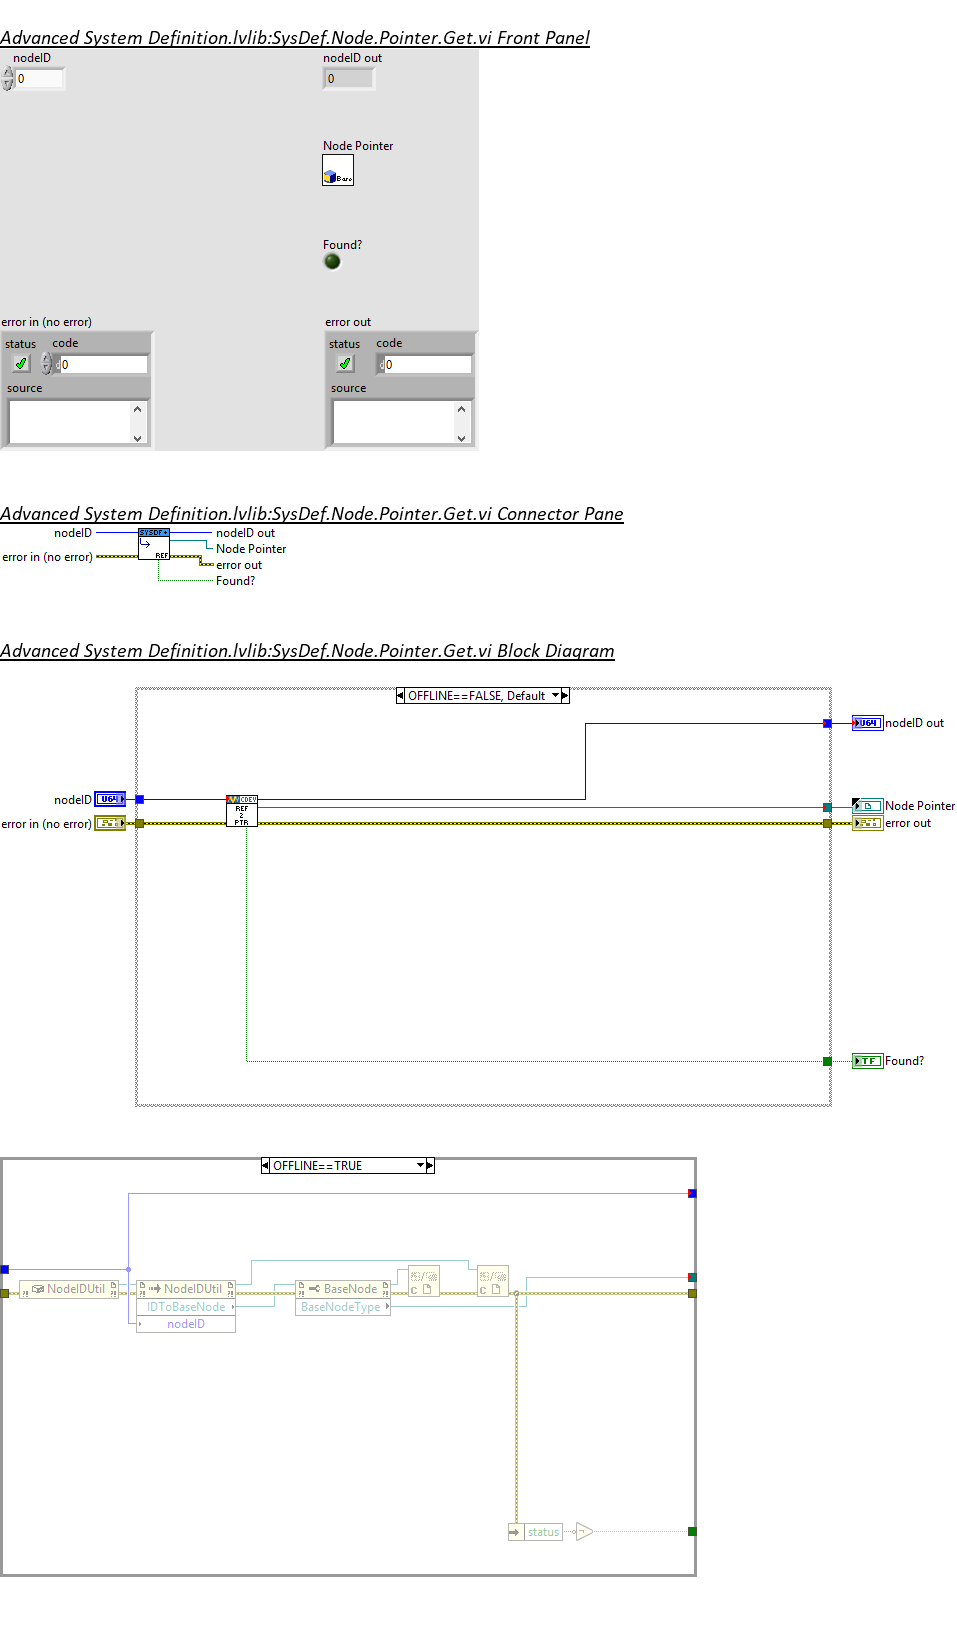 Advanced System Definition.lvlib:SysDef.Node.Pointer.Get.vi Front Panel
nodeID
nodeID out
0
0
Node Pointer
Base
Found?
error in (no error)
error out
status code
status code
0
0
source
source
Advanced System Definition.lvlib:SysDef.Node.Pointer.Get.vi Connector Pane
nodeID
SYSDF+
REF
nodeID out
Node Pointer
error in (no error)
error out
Found?
Advanced System Definition.lvlib:SysDef.Node.Pointer.Get.vi Block Diagram
OFFLINE==FALSE, Default
U64
nodeID out
nodeID
U64
CDEV
REF
2
PTR
Node Pointer
error in (no error)
error out
TF
Found?
OFFLINE==TRUE
NodeIDUtil
NodeIDUtil
BaseNode
C
C
IDToBaseNode
BaseNodeType
nodeID
status